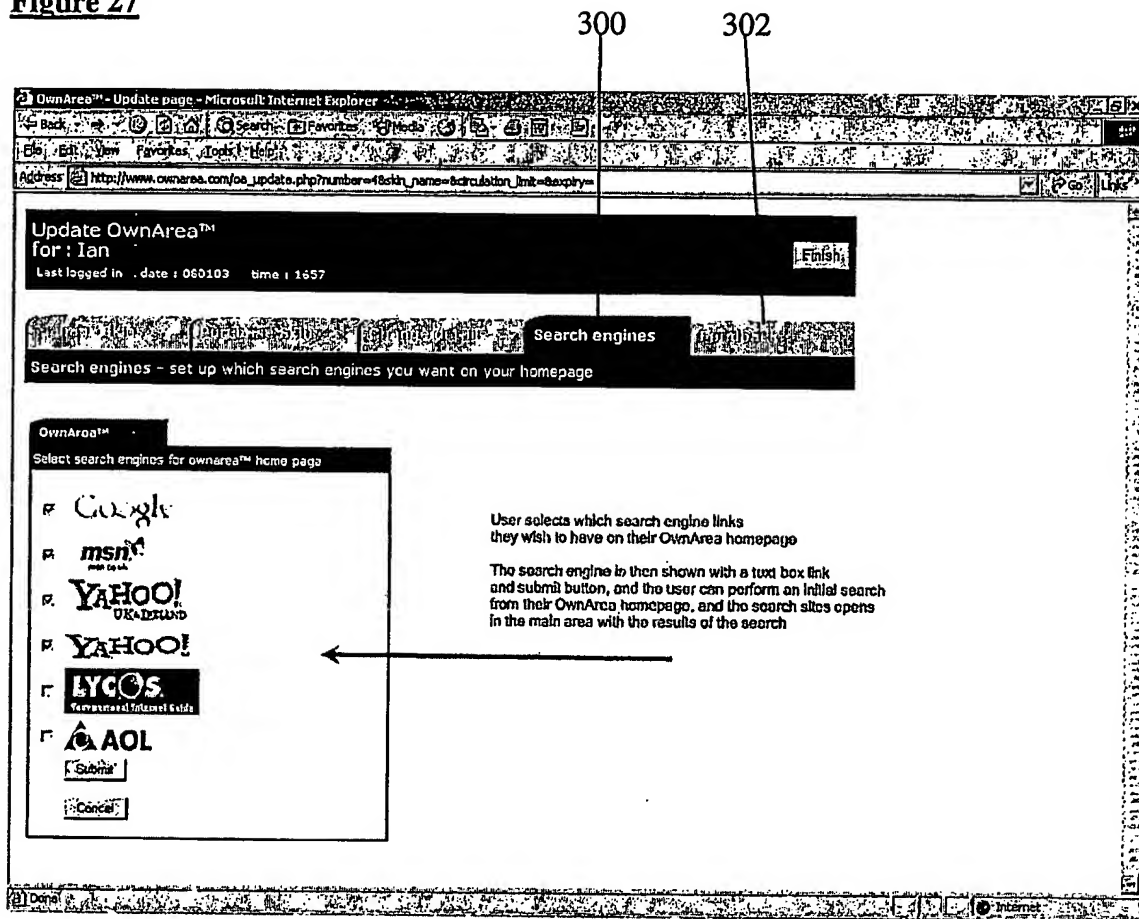 Figure 27
300 302
OwnArea™ - Update page - Microsoft Internet Explorer
Back Search Favorites Media
File Edit View Favorites Tools Help
Address http://www.ownarea.com/oa_update.php?number=4&skin_name=&circulation_limit=&expiry= Go Links
Update OwnArea™
for : Ian
Finish
Last logged in . date : 060103 time : 1657
Search engines
Search engines - set up which search engines you want on your homepage
OwnArea™
Select search engines for ownarea™ home page
Google
msn
YAHOO!
UK & IRELAND
YAHOO!
LYCOS
Your Personal Internet Guide
AOL
Submit
Cancel
User selects which search engine links
they wish to have on their OwnArea homepage
The search engine is then shown with a text box link
and submit button, and the user can perform an initial search
from their OwnArea homepage, and the search sites opens
in the main area with the results of the search
Done Internet